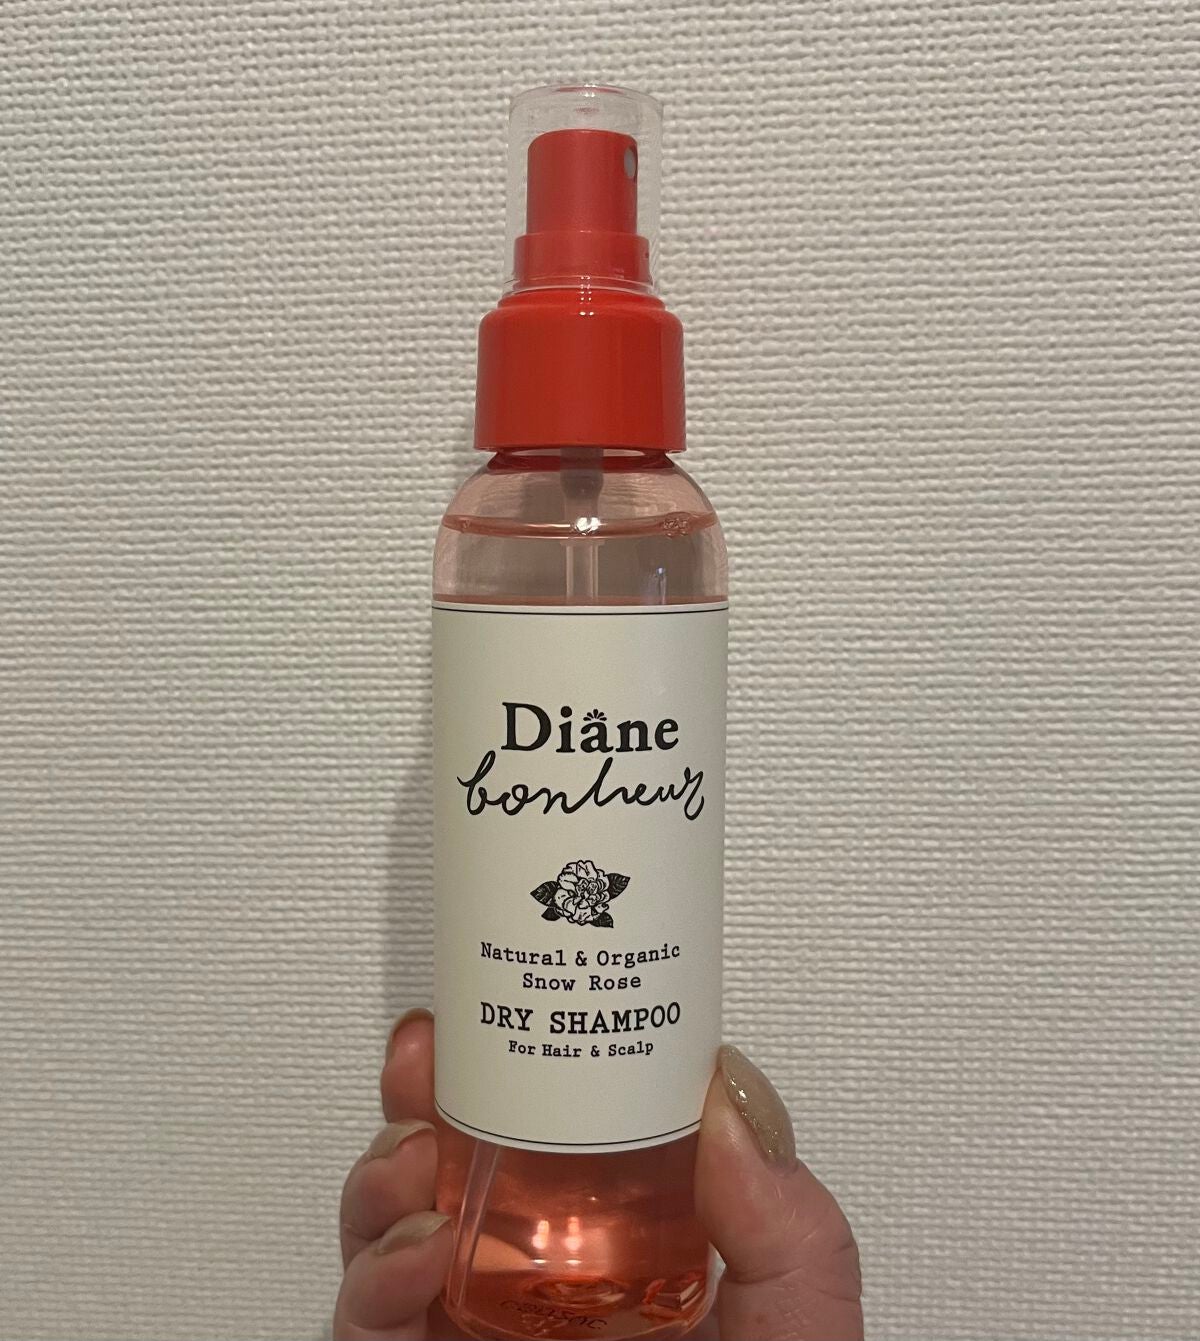 Diane
bonheur
Natural & Organic
Snow Rose
DRY SHAMPOO
For Hair & Scalp